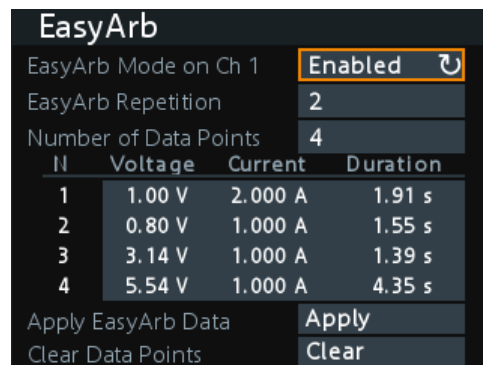 EasyArb
EasyArb Mode on Ch 1 Enabled
EasyArb Repetition 2
Number of Data Points 4
N Voltage Current Duration
1 1.00 V 2.000 A 1.91 s
2 0.80 V 1.000 A 1.55 s
3 3.14 V 1.000 A 1.39 s
4 5.54 V 1.000 A 4.35 s
Apply EasyArb Data Apply
Clear Data Points Clear